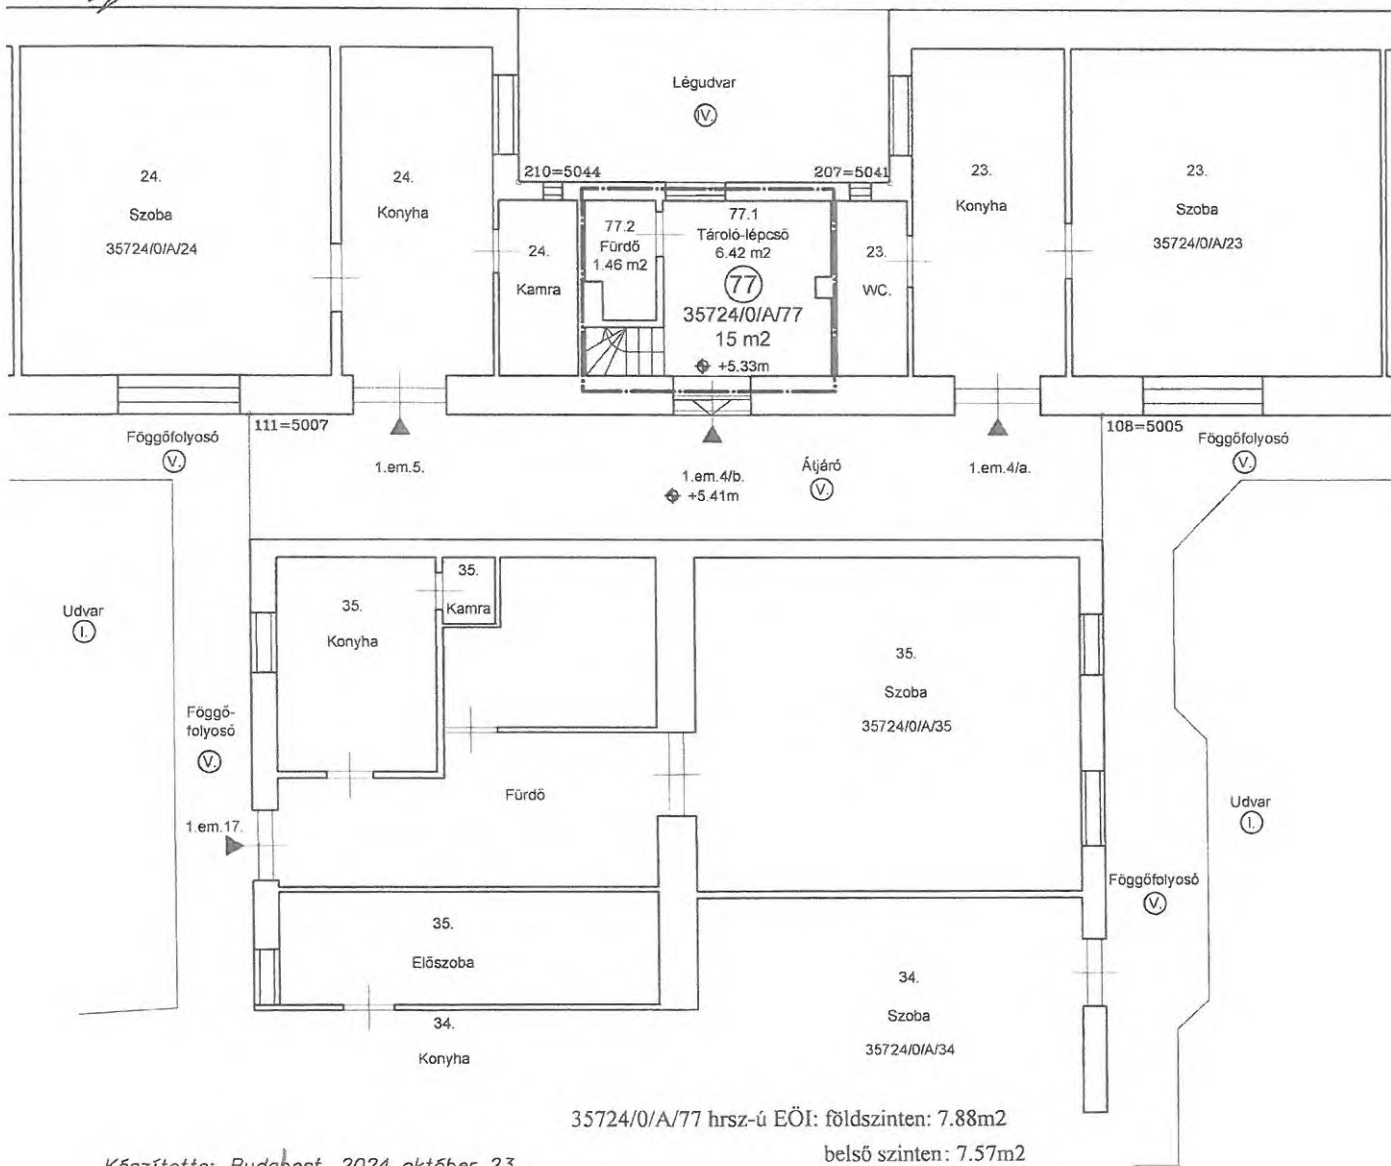 Légudvar
IV.
210=5044
207=5041
24.
Szoba
35724/0/A/24
24.
Konyha
24.
Kamra
77.2
Fürdő
1.46 m2
77.1
Tároló-lépcső
6.42 m2
77
35724/0/A/77
15 m2
+5.33m
23.
WC.
23.
Konyha
23.
Szoba
35724/0/A/23
Függőfolyosó
V.
111=5007
1.em.5.
1.em.4/b.
+5.41m
Átjáró
V.
1.em.4/a.
108=5005
Függőfolyosó
V.
Udvar
I.
35.
Konyha
35.
Kamra
35.
Szoba
35724/0/A/35
Függő-
folyosó
V.
Fürdő
1.em.17.
Udvar
I.
Függőfolyosó
V.
35.
Előszoba
34.
Konyha
34.
Szoba
35724/0/A/34
35724/0/A/77 hrsz-ú EÖI: földszinten: 7.88m2
belső szinten: 7.57m2
Készítette: Budapest, 2024 október 23.